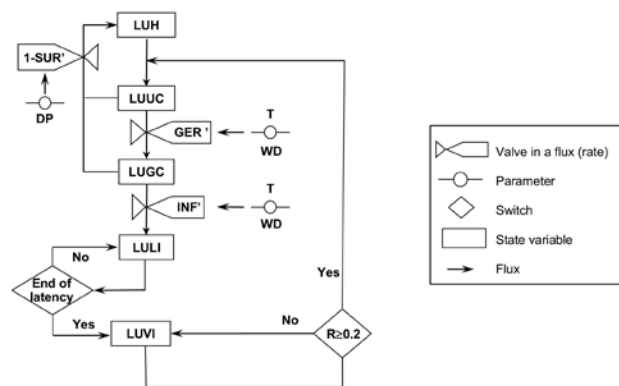 LUH
1-SUR'
DP
LUUC
GER '
T
WD
LUGC
INF'
T
WD
LULI
No
End of
latency
Yes
LUVI
No
Yes
R≥0.2
Valve in a flux (rate)
Parameter
Switch
State variable
Flux